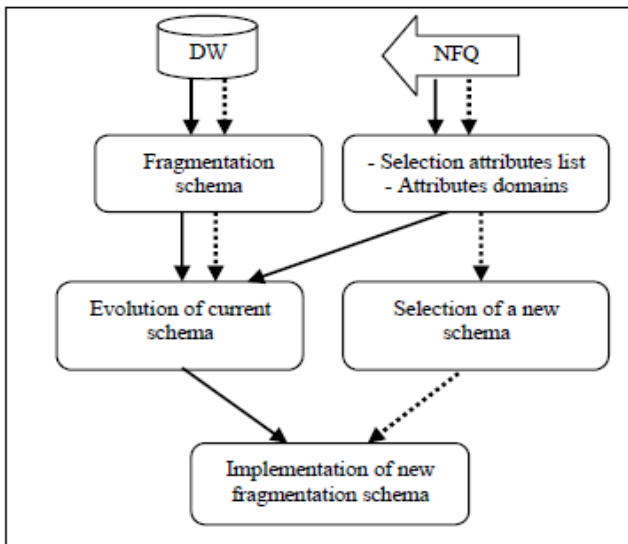 DW
NFQ
Fragmentation
schema
- Selection attributes list
- Attributes domains
Evolution of current
schema
Selection of a new
schema
Implementation of new
fragmentation schema